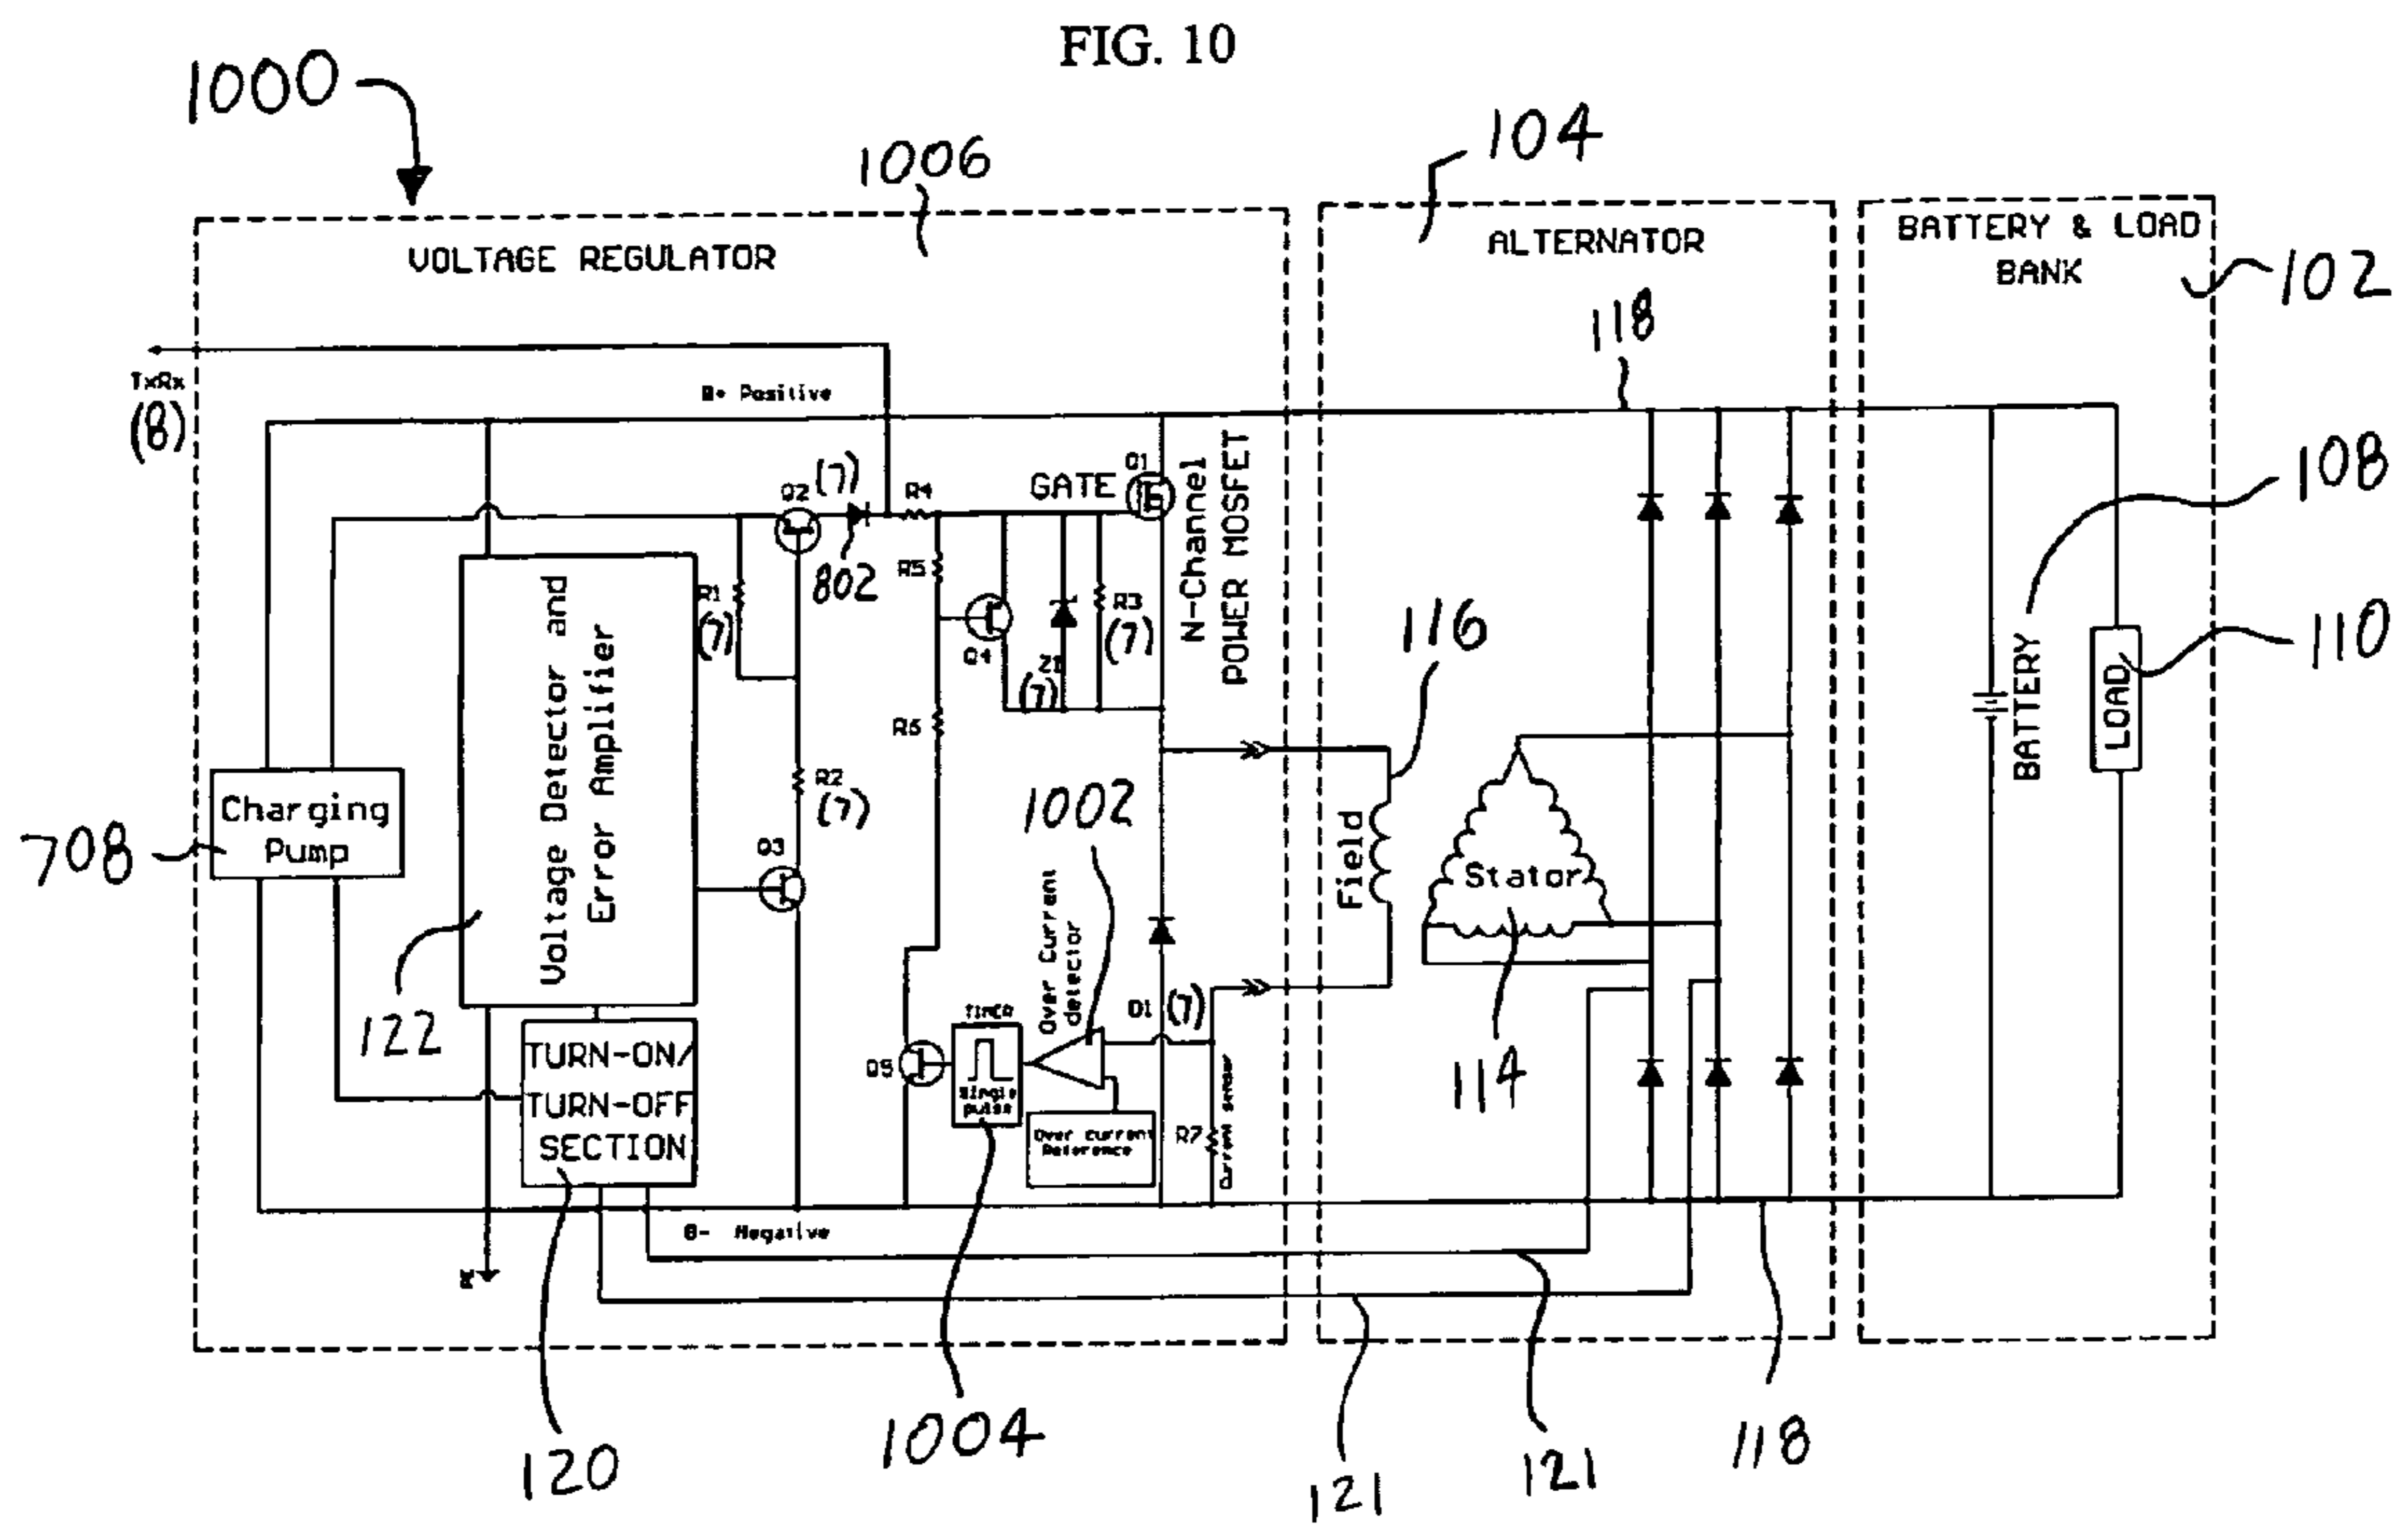 FIG. 10
1000
1006
104
VOLTAGE REGULATOR
ALTERNATOR
BATTERY & LOAD
BANK
102
118
TxRx
(8)
B+ Positive
108
Q2
(7)
R4
GATE
Q1
N-Channel
POWER MOSFET
802
R1
(7)
R5
Q4
Z1
(7)
R3
(7)
116
110
Voltage Detector and
Error Amplifier
R6
BATTERY
LOAD
Charging
Pump
708
R2
(7)
1002
Field
Stator
Q3
Over Current
detector
122
TIMER
D1
(7)
114
TURN-ON/
TURN-OFF
SECTION
Q5
Single
pulse
Over current
Reference
R7
Current sensor
B- Negative
120
1004
121
121
118